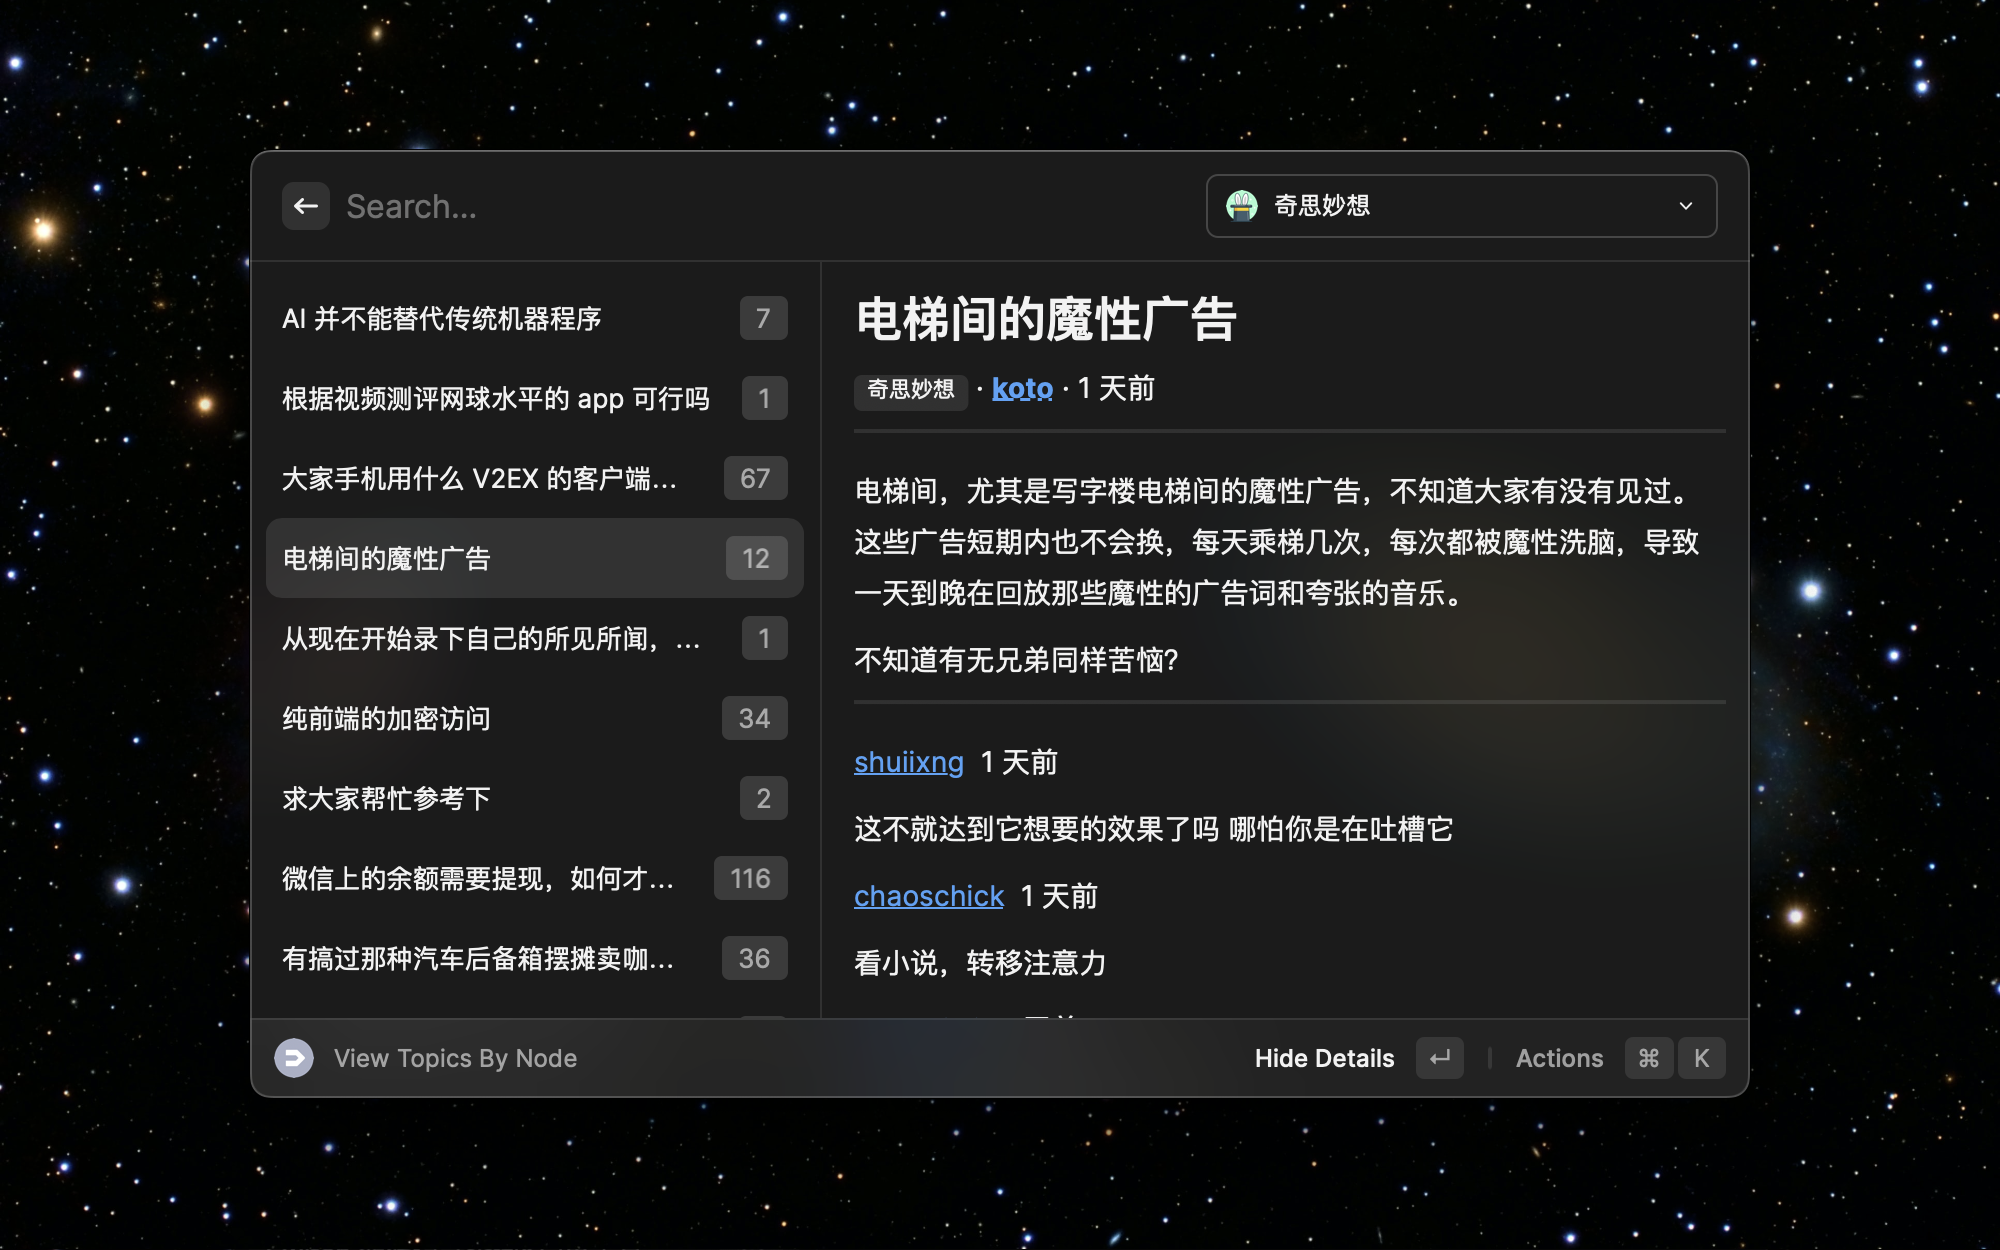 Search...
奇思妙想
AI 并不能替代传统机器程序
7
根据视频测评网球水平的 app 可行吗
1
大家手机用什么 V2EX 的客户端...
67
电梯间的魔性广告
12
从现在开始录下自己的所见所闻，...
1
纯前端的加密访问
34
求大家帮忙参考下
2
微信上的余额需要提现，如何才...
116
有搞过那种汽车后备箱摆摊卖咖...
36
电梯间的魔性广告
奇思妙想 · koto · 1 天前
电梯间，尤其是写字楼电梯间的魔性广告，不知道大家有没有见过。
这些广告短期内也不会换，每天乘梯几次，每次都被魔性洗脑，导致
一天到晚在回放那些魔性的广告词和夸张的音乐。
不知道有无兄弟同样苦恼?
shuiixng 1 天前
这不就达到它想要的效果了吗 哪怕你是在吐槽它
chaoschick 1 天前
看小说，转移注意力
View Topics By Node
Hide Details
Actions
⌘ K